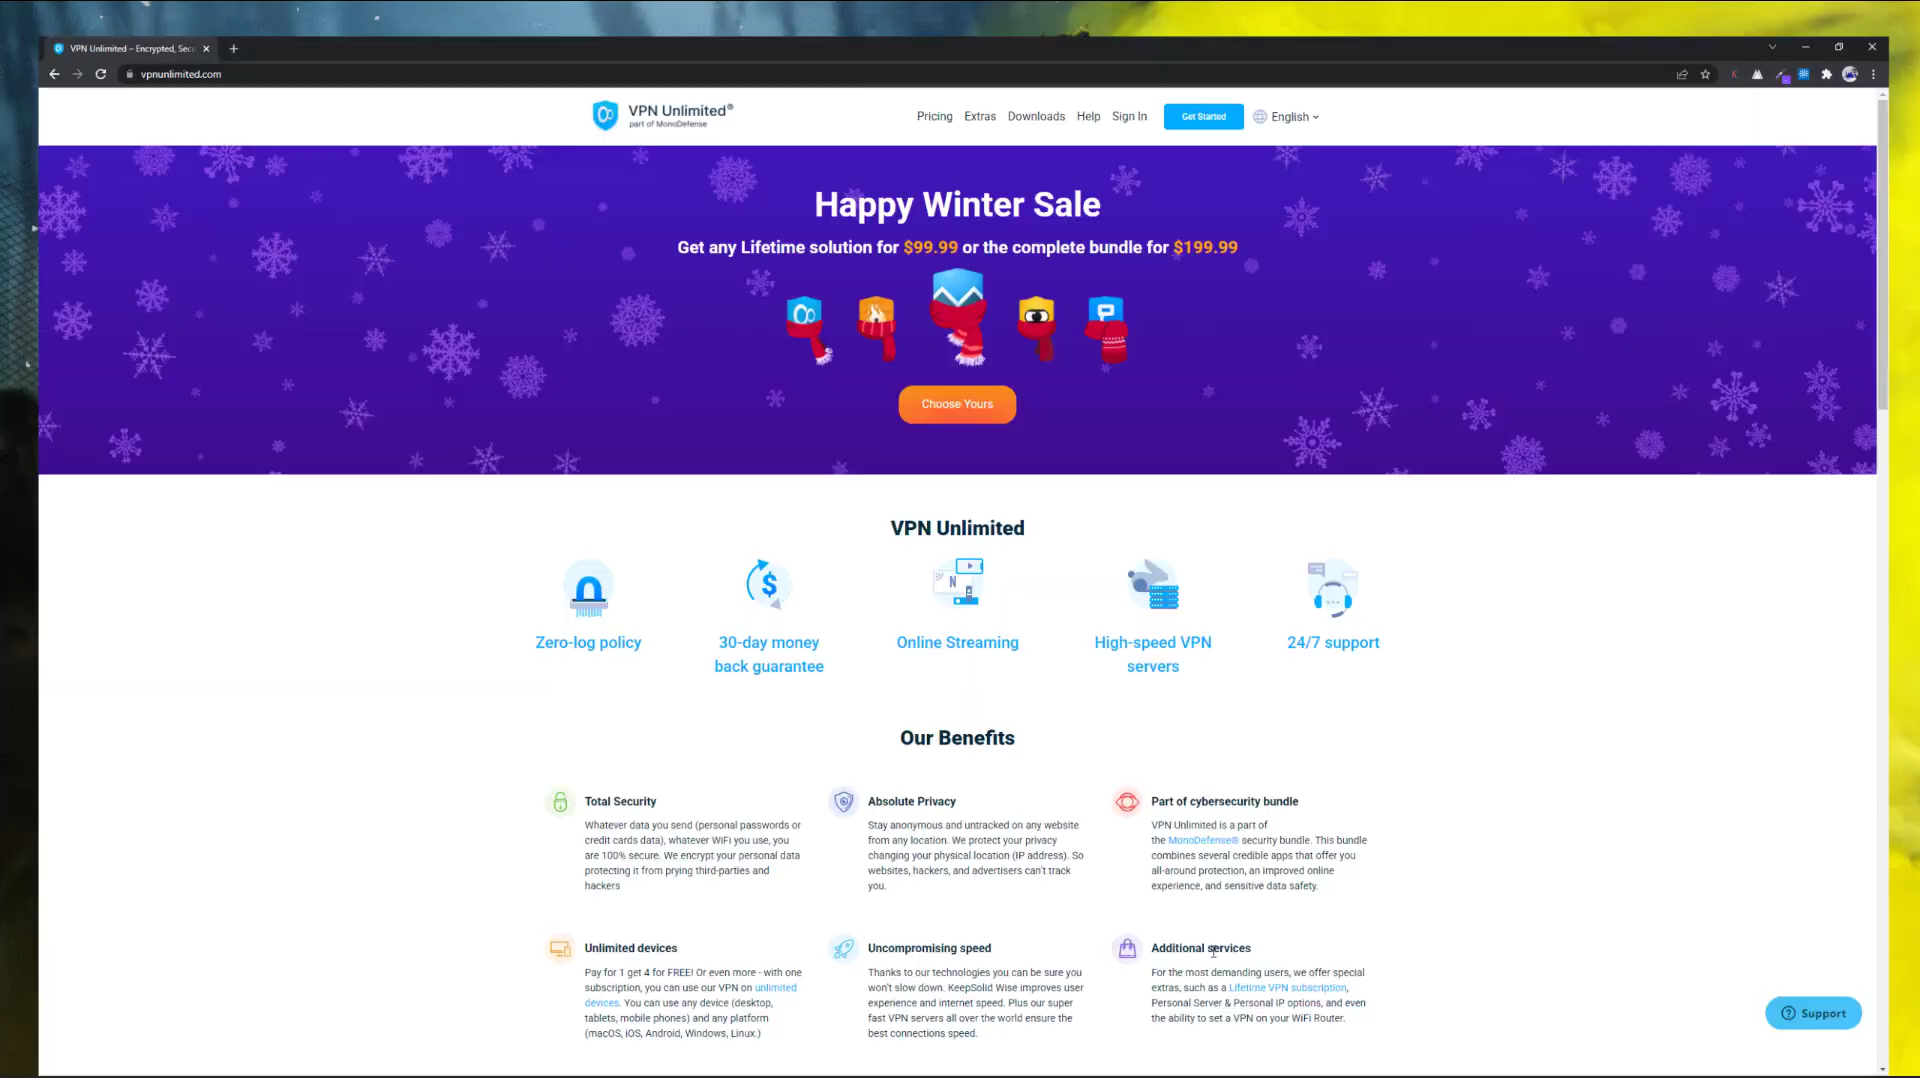 VPN Unlimited – Encrypted, Sec
vpnunlimited.com
VPN Unlimited®
part of MonoDefense
Pricing
Extras
Downloads
Help
Sign In
Get Started
English
Happy Winter Sale
Get any Lifetime solution for $99.99 or the complete bundle for $199.99
Choose Yours
VPN Unlimited
Zero-log policy
30-day money
back guarantee
N
Online Streaming
High-speed VPN
servers
24/7 support
Our Benefits
Total Security
Whatever data you send (personal passwords or
credit cards data), whatever WiFi you use, you
are 100% secure. We encrypt your personal data
protecting it from prying third-parties and
hackers
Absolute Privacy
Stay anonymous and untracked on any website
from any location. We protect your privacy
changing your physical location (IP address). So
websites, hackers, and advertisers can't track
you.
Part of cybersecurity bundle
VPN Unlimited is a part of
the MonoDefense® security bundle. This bundle
combines several credible apps that offer you
all-around protection, an improved online
experience, and sensitive data safety.
Unlimited devices
Pay for 1 get 4 for FREE! Or even more - with one
subscription, you can use our VPN on unlimited
devices. You can use any device (desktop,
tablets, mobile phones) and any platform
(macOS, iOS, Android, Windows, Linux.)
Uncompromising speed
Thanks to our technologies you can be sure you
won't slow down. KeepSolid Wise improves user
experience and internet speed. Plus our super
fast VPN servers all over the world ensure the
best connections speed.
Additional services
For the most demanding users, we offer special
extras, such as a Lifetime VPN subscription,
Personal Server & Personal IP options, and even
the ability to set a VPN on your WiFi Router.
Support